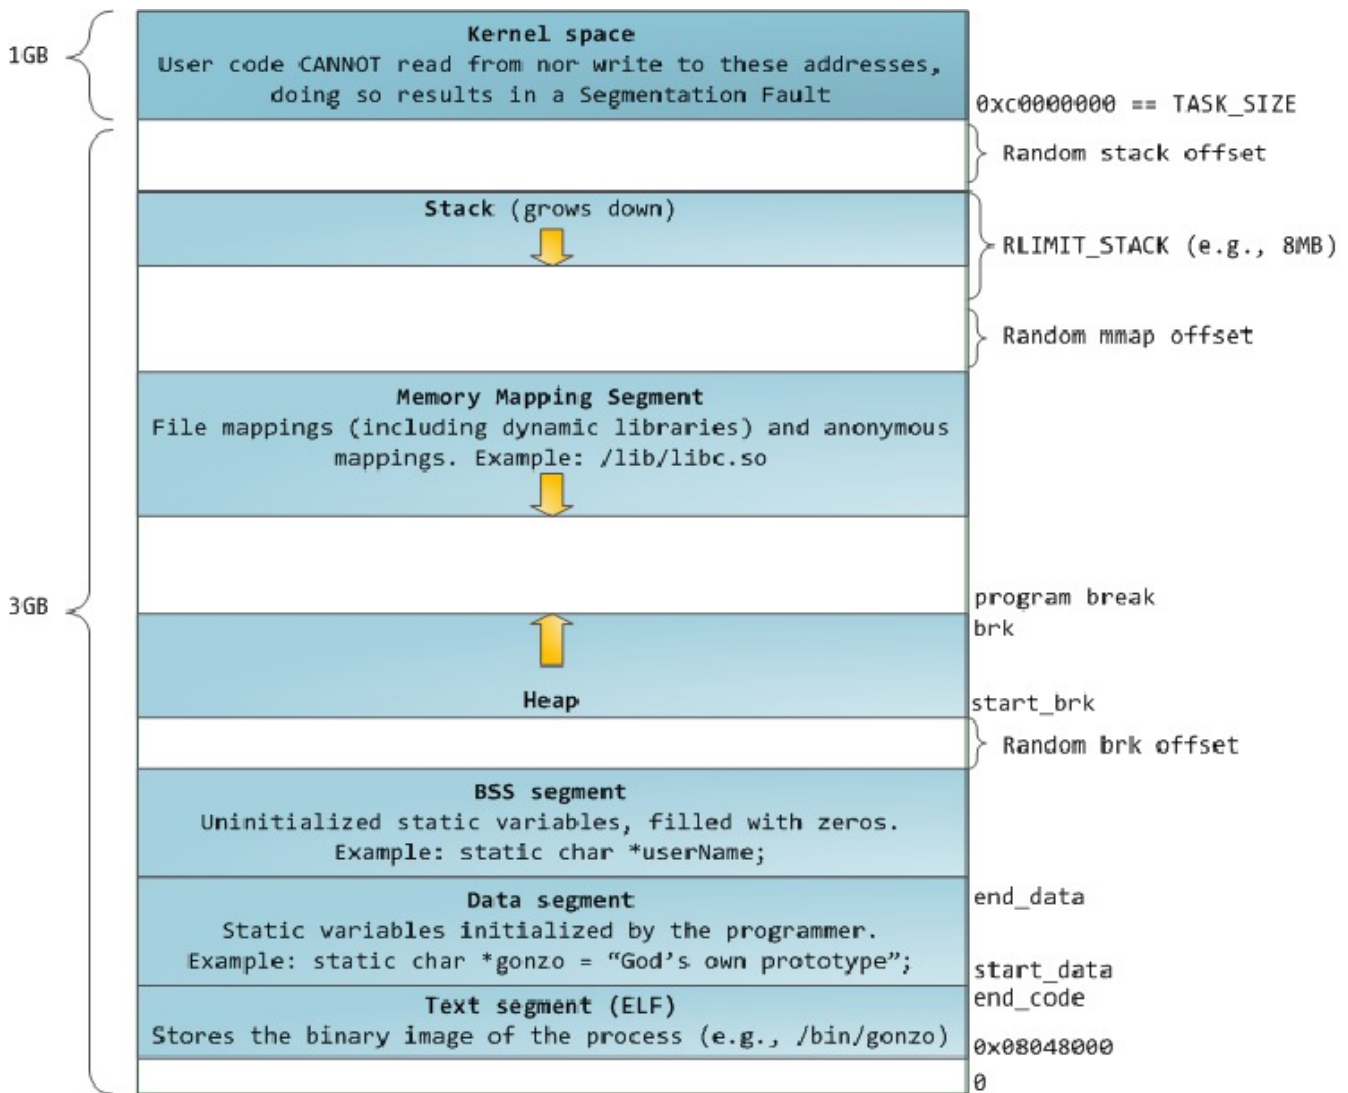 1GB
Kernel space
User code CANNOT read from nor write to these addresses,
doing so results in a Segmentation Fault
0xc0000000 == TASK_SIZE
Random stack offset
Stack (grows down)
RLIMIT_STACK (e.g., 8MB)
Random mmap offset
Memory Mapping Segment
File mappings (including dynamic libraries) and anonymous
mappings. Example: /lib/libc.so
3GB
program break
brk
Heap
start_brk
Random brk offset
BSS segment
Uninitialized static variables, filled with zeros.
Example: static char *userName;
Data segment
Static variables initialized by the programmer.
Example: static char *gonzo = “God’s own prototype”;
end_data
start_data
end_code
Text segment (ELF)
Stores the binary image of the process (e.g., /bin/gonzo)
0x08048000
0